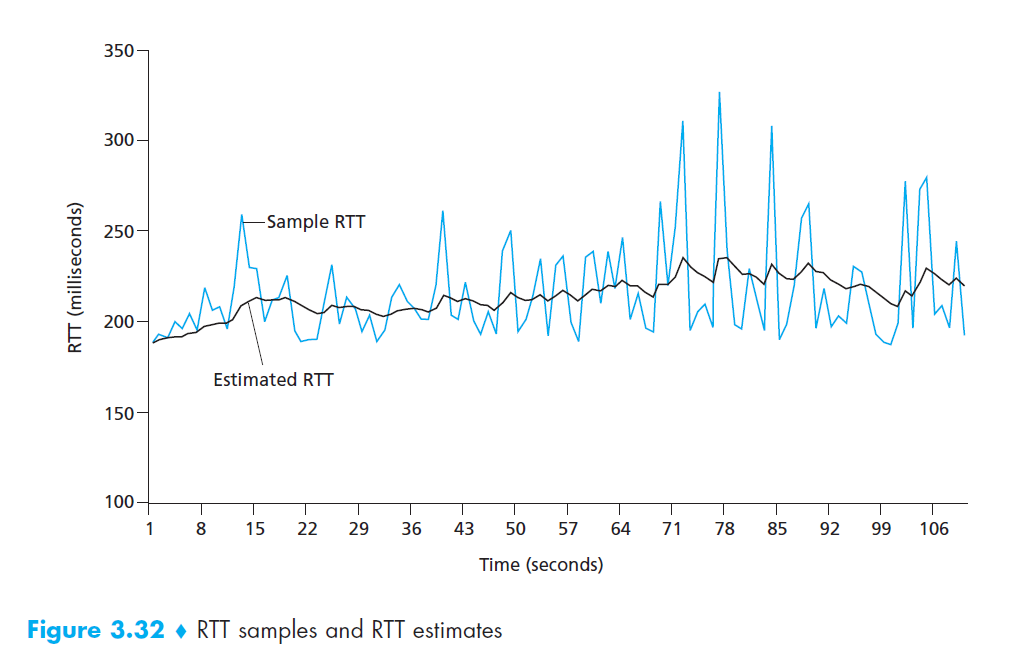 350
300
250
200
150
100
RTT (milliseconds)
Sample RTT
Estimated RTT
1 8 15 22 29 36 43 50 57 64 71 78 85 92 99 106
Time (seconds)
Figure 3.32 ♦ RTT samples and RTT estimates